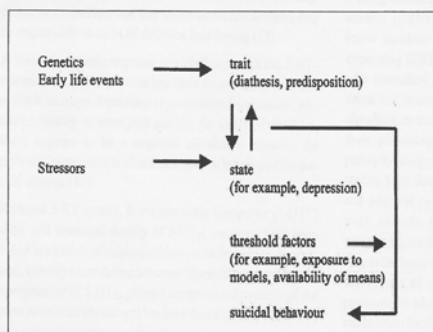 Genetics
Early life events
trait
(diathesis, predisposition)
Stressors
state
(for example, depression)
threshold factors
(for example, exposure to
models, availability of means)
suicidal behaviour